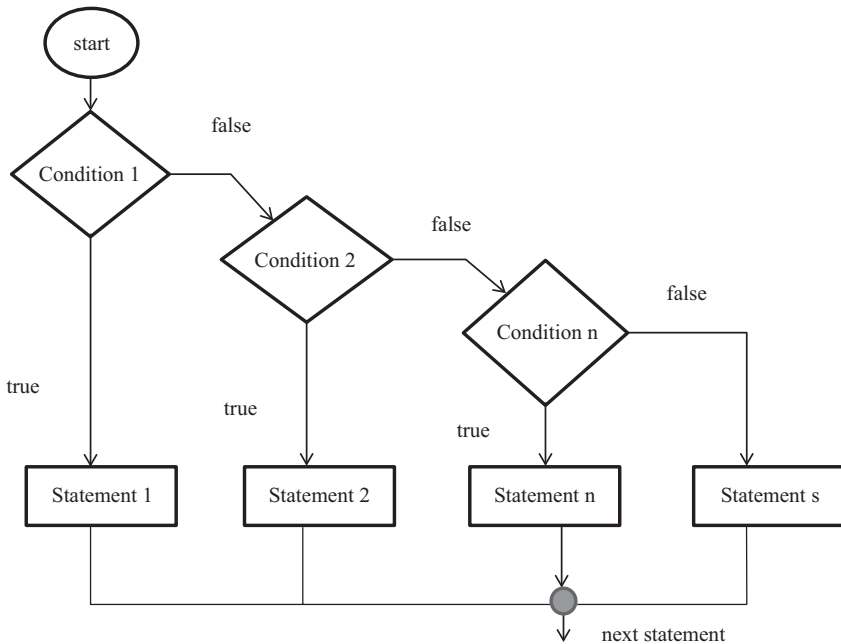 start
false
Condition 1
false
Condition 2
false
Condition n
true
true
true
Statement 1
Statement 2
Statement n
Statement s
next statement